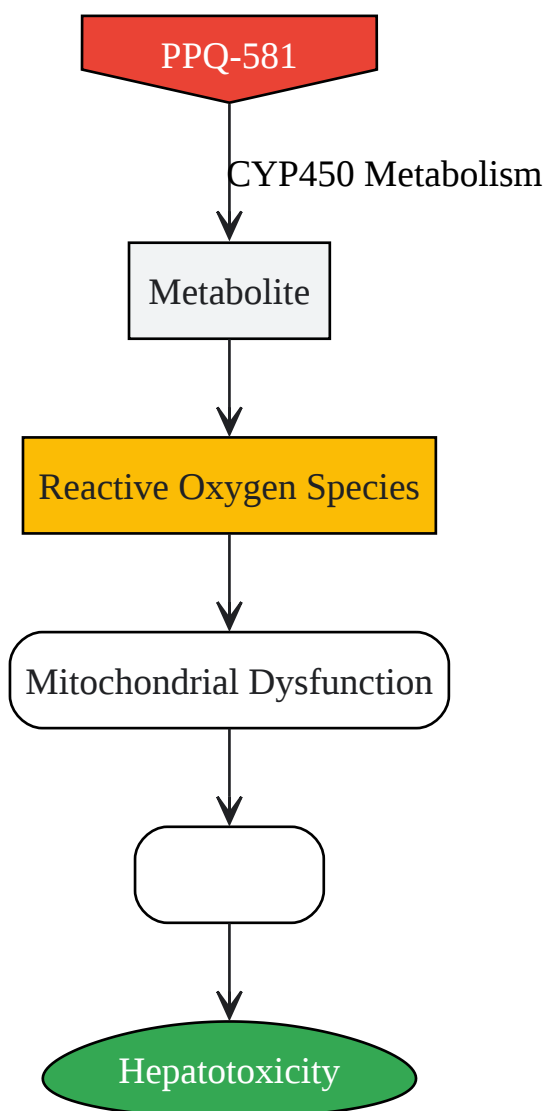 PPQ-581
CYP450 Metabolism
Metabolite
Reactive Oxygen Species
Mitochondrial Dysfunction
Hepatotoxicity